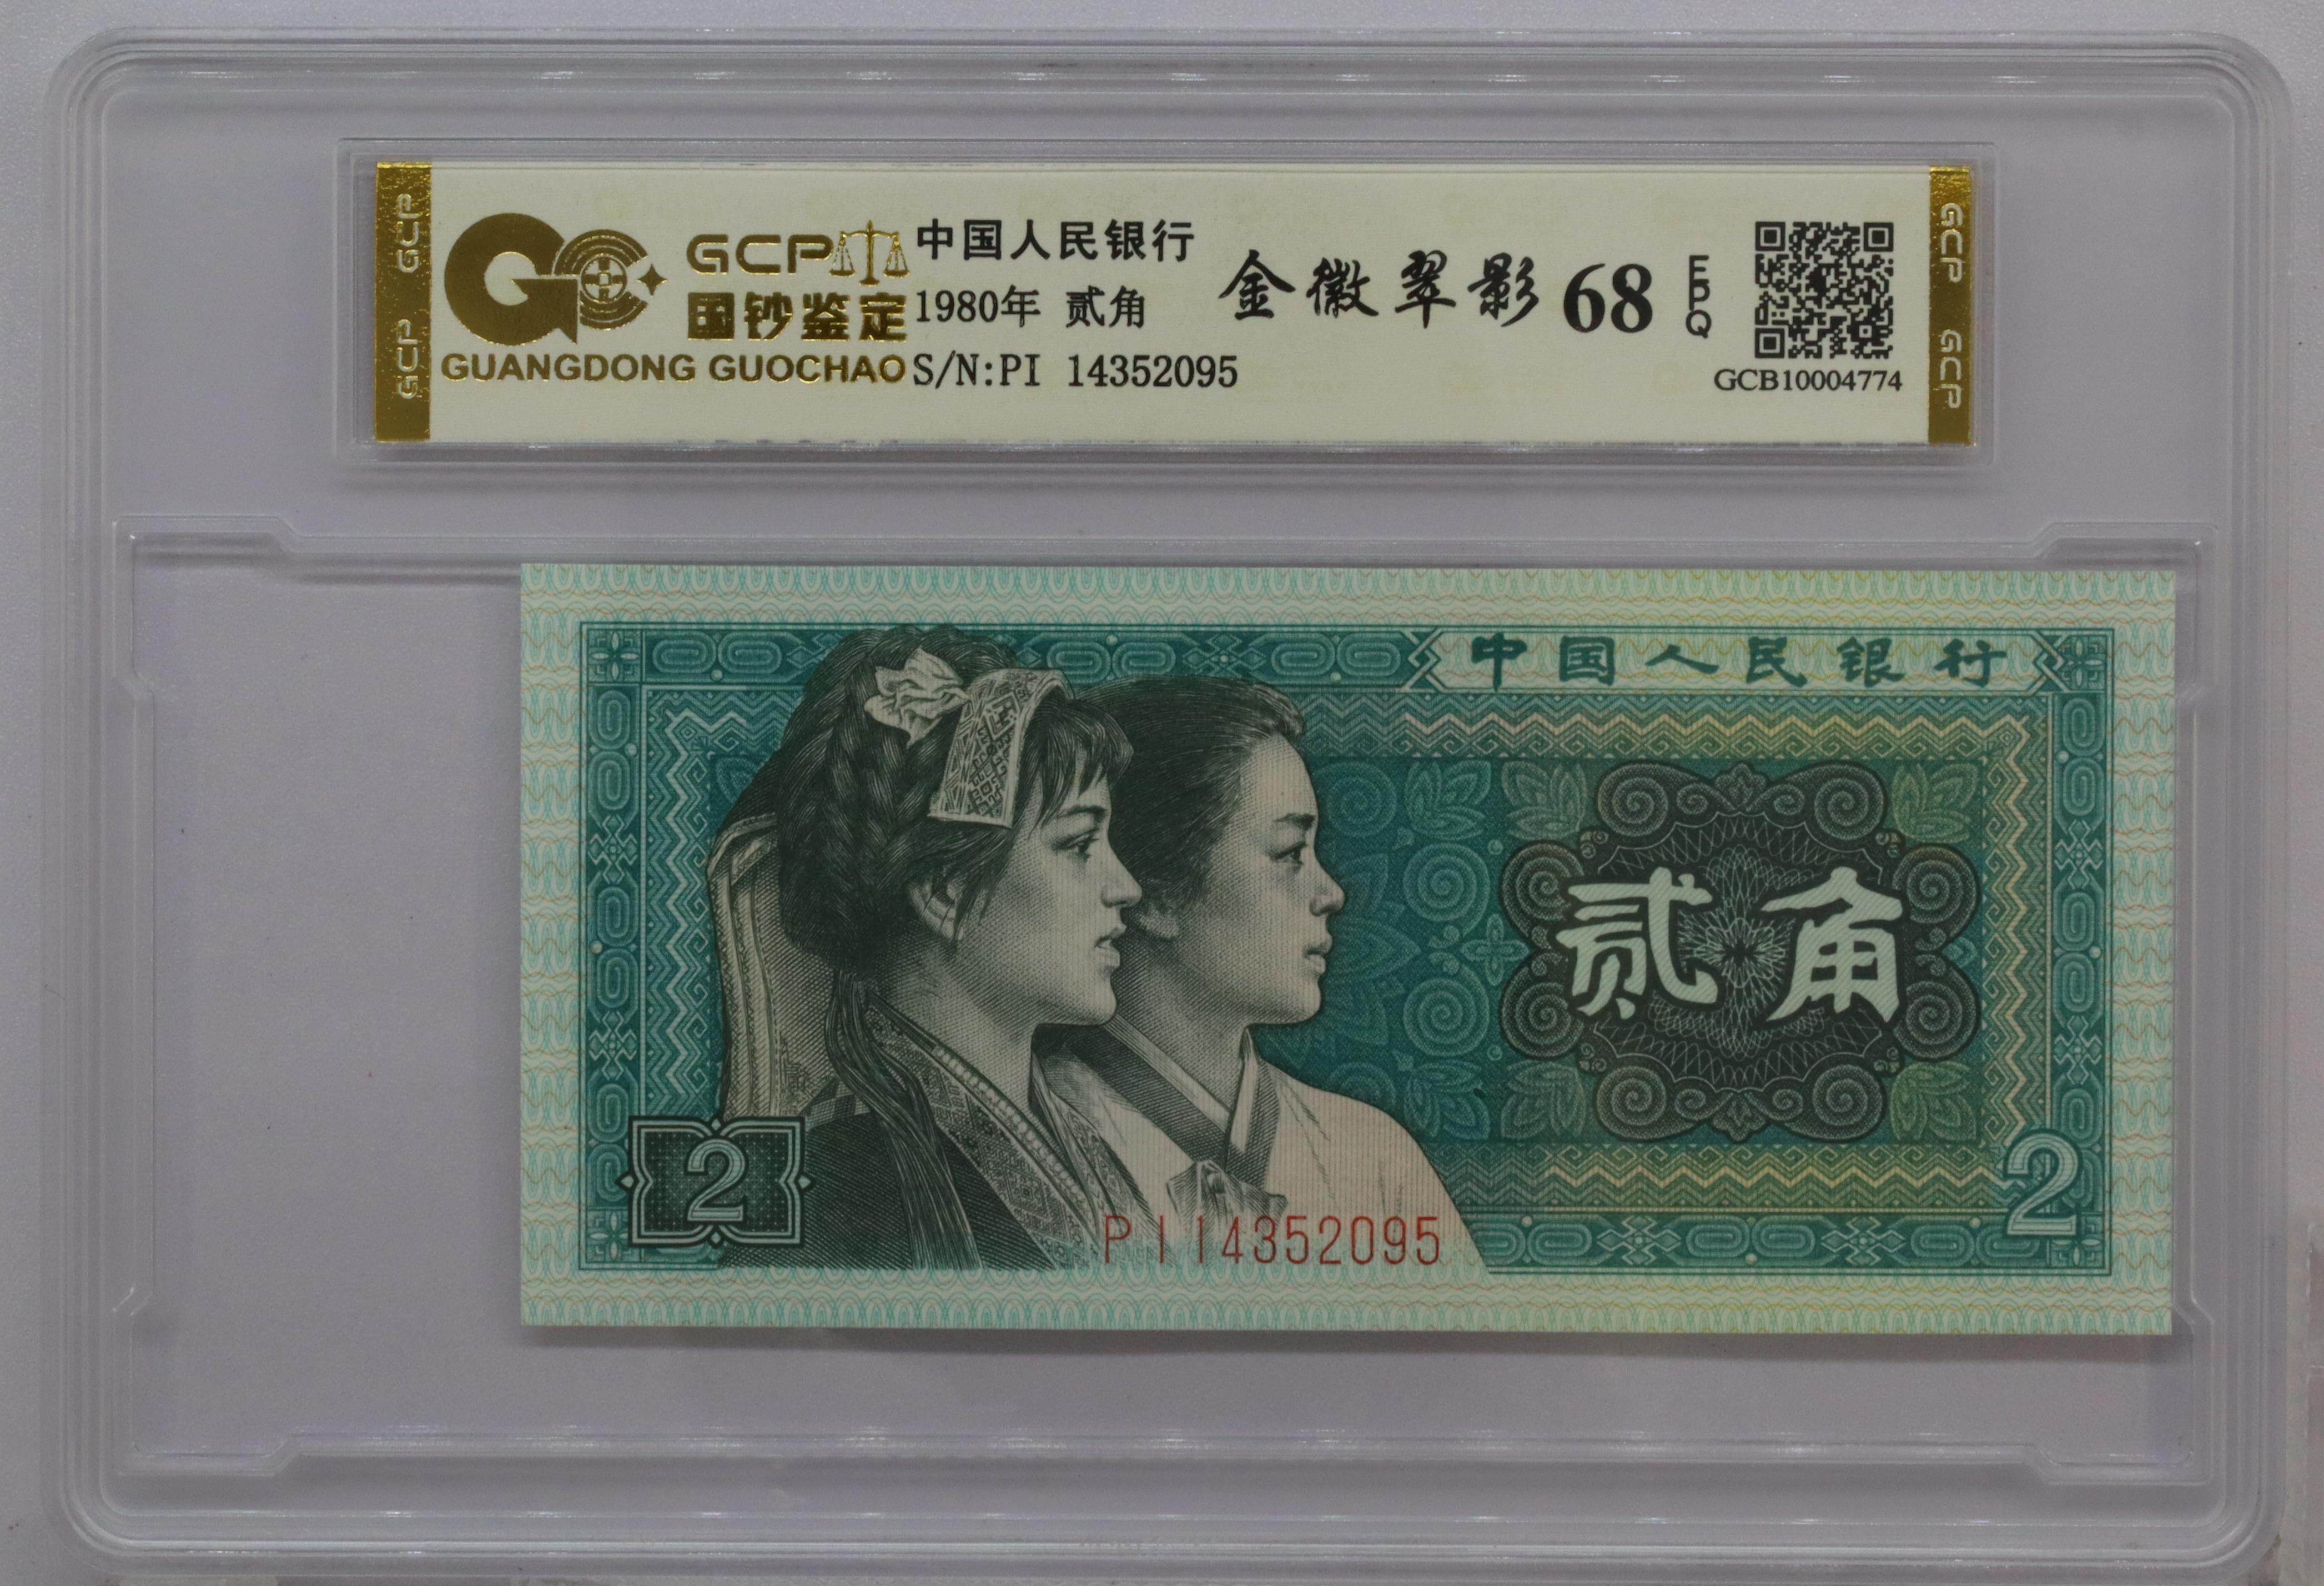 GCP GCP
GCP
国钞鉴定
GUANGDONG GUOCHAO
中国人民银行
1980年 贰角
S/N:PI 14352095
金徽翠影 68 EPQ
GCB10004774
GCP GCP
中国人民银行
贰角
2
2
PI14352095